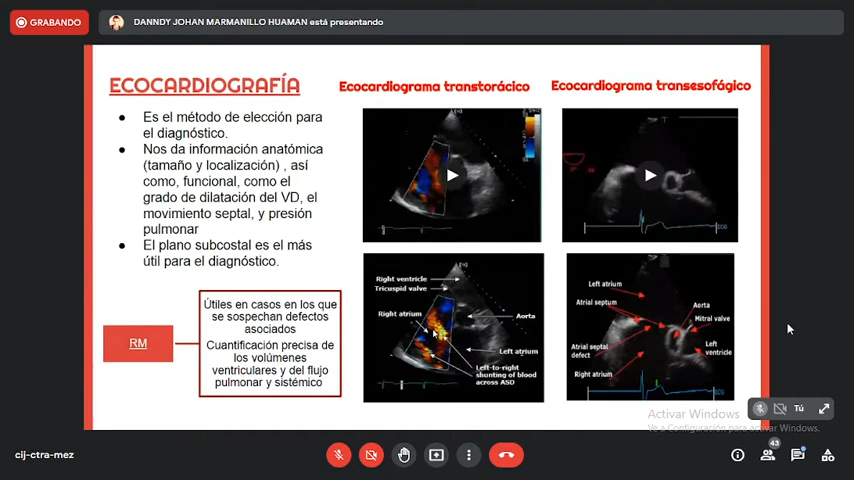 GRABANDO
DANNDY JOHAN MARMANILLO HUAMAN está presentando
ECOCARDIOGRAFÍA
● Es el método de elección para
el diagnóstico.
● Nos da información anatómica
(tamaño y localización) , así
como, funcional, como el
grado de dilatación del VD, el
movimiento septal, y presión
pulmonar
● El plano subcostal es el más
útil para el diagnóstico.
RM
Útiles en casos en los que
se sospechan defectos
asociados
Cuantificación precisa de
los volúmenes
ventriculares y del flujo
pulmonar y sistémico
Ecocardiograma transtorácico
Ecocardiograma transesofágico
Right ventricle
Tricuspid valve
Right atrium
Aorta
Left atrium
Left-to-right
shunting of blood
across ASD
Left atrium
Atrial septum
Aorta
Mitral valve
Atrial septal
defect
Left
ventricle
Right atrium
Activar Windows
Ve a Configuración para activar Windows.
Tú
cij-ctra-mez
43